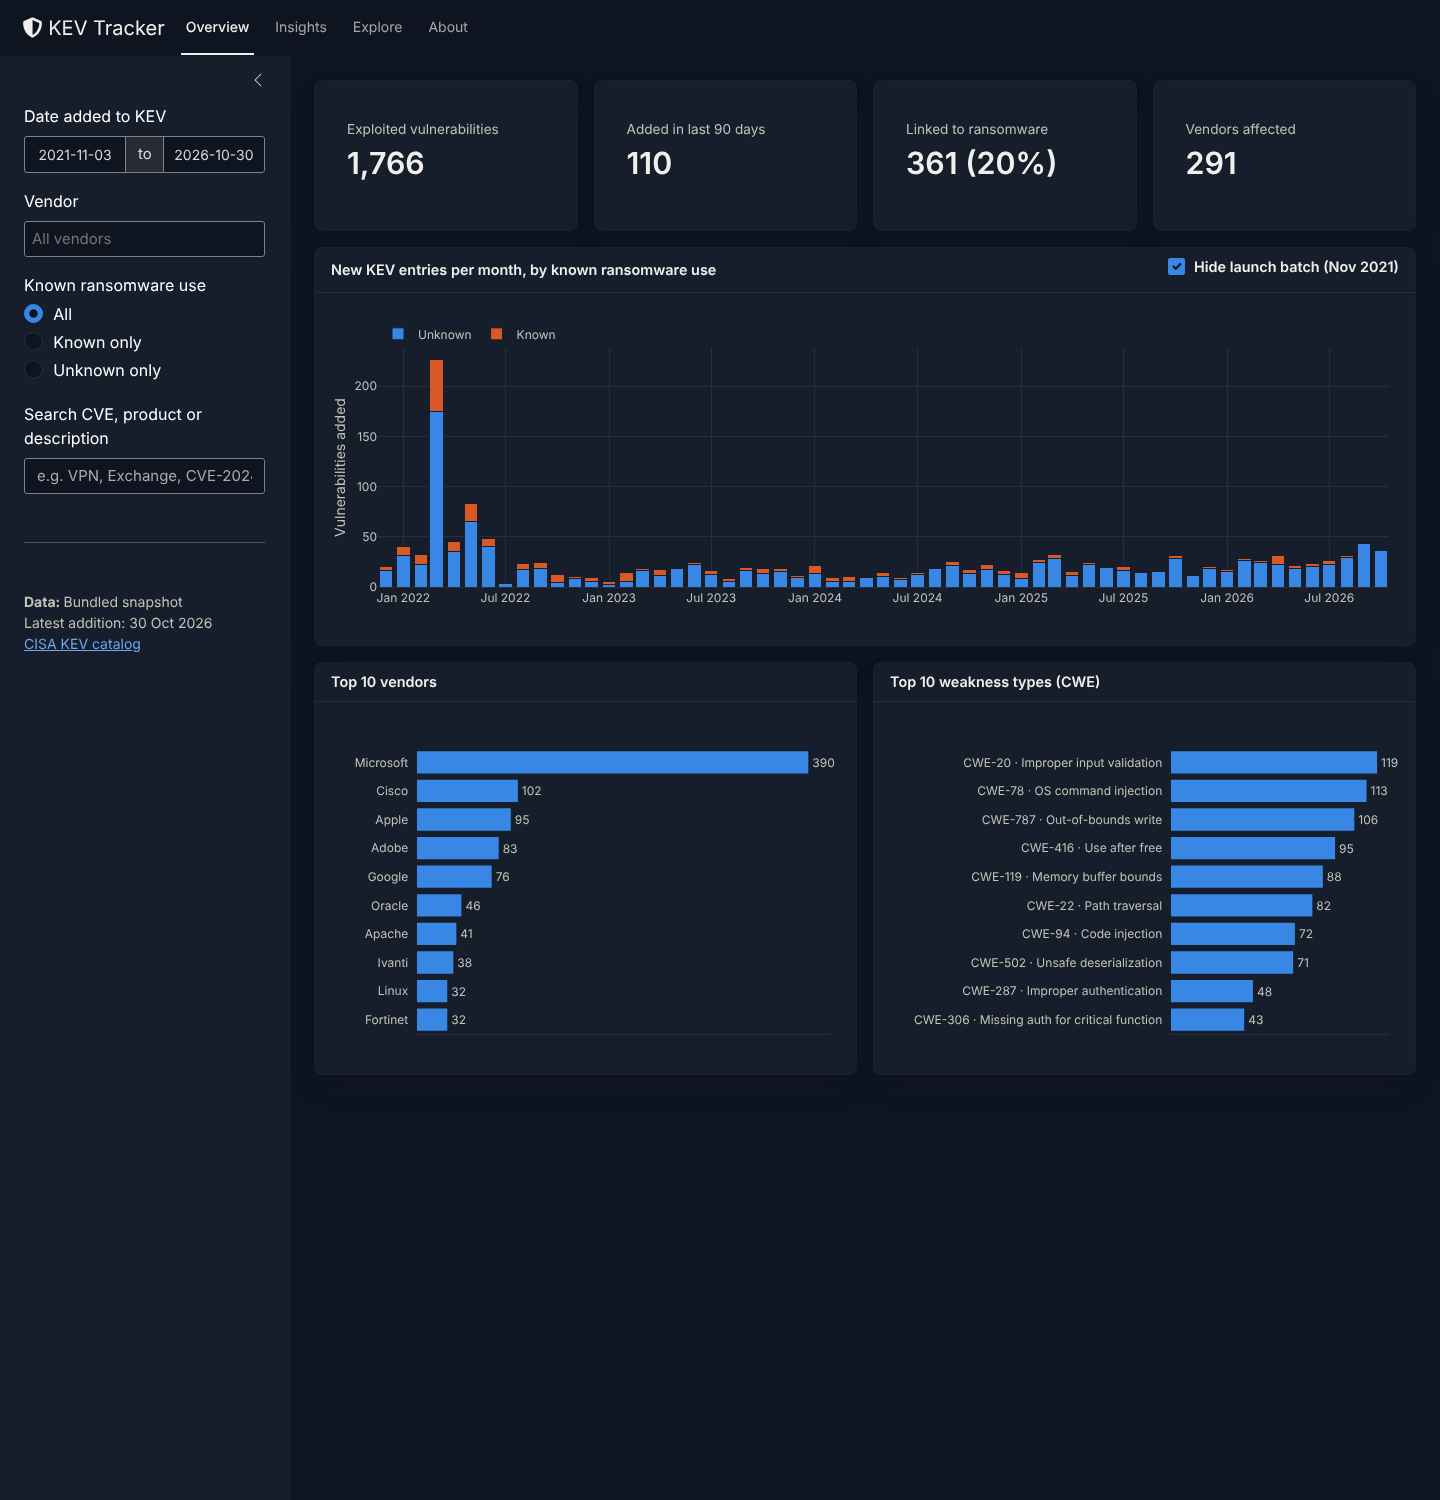 KEV Tracker
Overview
Insights
Explore
About
Date added to KEV
2021-11-03 to 2026-10-30
Vendor
All vendors
Known ransomware use
All
Known only
Unknown only
Search CVE, product or
description
e.g. VPN, Exchange, CVE-202
Data: Bundled snapshot
Latest addition: 30 Oct 2026
CISA KEV catalog
Exploited vulnerabilities
1,766
Added in last 90 days
110
Linked to ransomware
361 (20%)
Vendors affected
291
New KEV entries per month, by known ransomware use
Hide launch batch (Nov 2021)
Unknown
Known
Vulnerabilities added
200
150
100
50
0
Jan 2022
Jul 2022
Jan 2023
Jul 2023
Jan 2024
Jul 2024
Jan 2025
Jul 2025
Jan 2026
Jul 2026
Top 10 vendors
Microsoft 390
Cisco 102
Apple 95
Adobe 83
Google 76
Oracle 46
Apache 41
Ivanti 38
Linux 32
Fortinet 32
Top 10 weakness types (CWE)
CWE-20 · Improper input validation 119
CWE-78 · OS command injection 113
CWE-787 · Out-of-bounds write 106
CWE-416 · Use after free 95
CWE-119 · Memory buffer bounds 88
CWE-22 · Path traversal 82
CWE-94 · Code injection 72
CWE-502 · Unsafe deserialization 71
CWE-287 · Improper authentication 48
CWE-306 · Missing auth for critical function 43